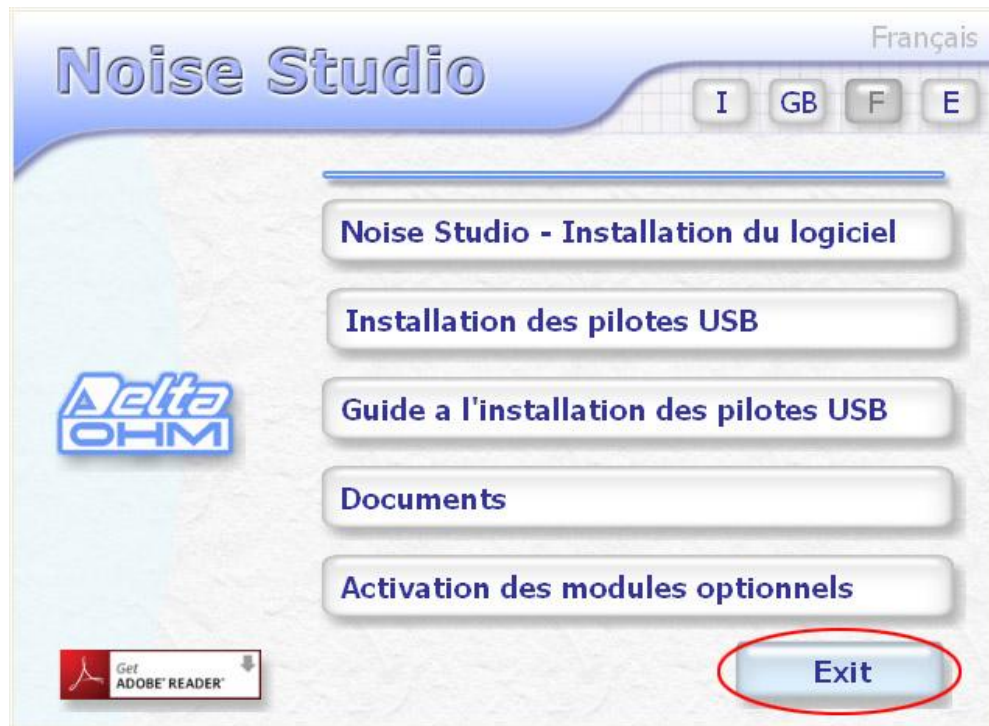 Français
Noise Studio
I GB F E
Noise Studio - Installation du logiciel
Installation des pilotes USB
Guide a l'installation des pilotes USB
Delta
OHM
Documents
Activation des modules optionnels
Get
ADOBE® READER®
Exit